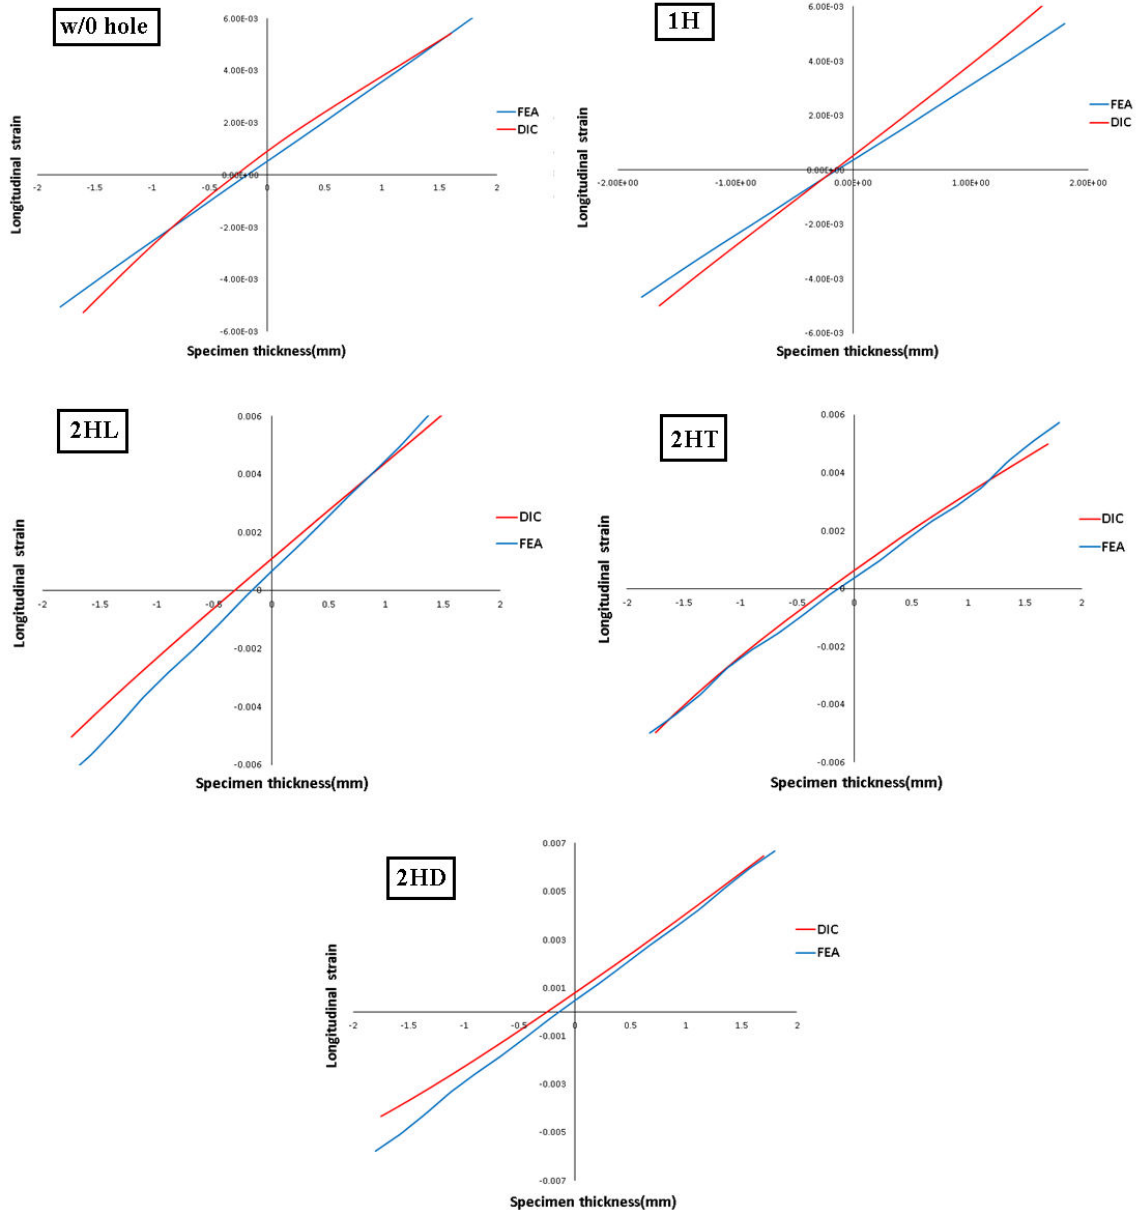 w/0 hole
6.00E-03
4.00E-03
2.00E-03
0.00E+00
-2 -1.5 -1 -0.5 0 0.5 1 1.5 2
-2.00E-03
-4.00E-03
-6.00E-03
Longitudinal strain
Specimen thickness(mm)
FEA
DIC
1H
6.00E-03
4.00E-03
2.00E-03
0.00E+00
-2.00E+00 -1.00E+00 0.00E+00 1.00E+00 2.00E+00
-2.00E-03
-4.00E-03
-6.00E-03
Longitudinal strain
Specimen thickness(mm)
FEA
DIC
2HL
0.006
0.004
0.002
0
-2 -1.5 -1 -0.5 0 0.5 1 1.5 2
-0.002
-0.004
-0.006
Longitudinal strain
Specimen thickness(mm)
DIC
FEA
2HT
0.006
0.004
0.002
0
-2 -1.5 -1 -0.5 0 0.5 1 1.5 2
-0.002
-0.004
-0.006
Longitudinal strain
Specimen thickness(mm)
DIC
FEA
2HD
0.007
0.005
0.003
0.001
-2 -1.5 -1 -0.5 0 0.5 1 1.5 2
-0.001
-0.003
-0.005
-0.007
Longitudinal strain
Specimen thickness(mm)
DIC
FEA